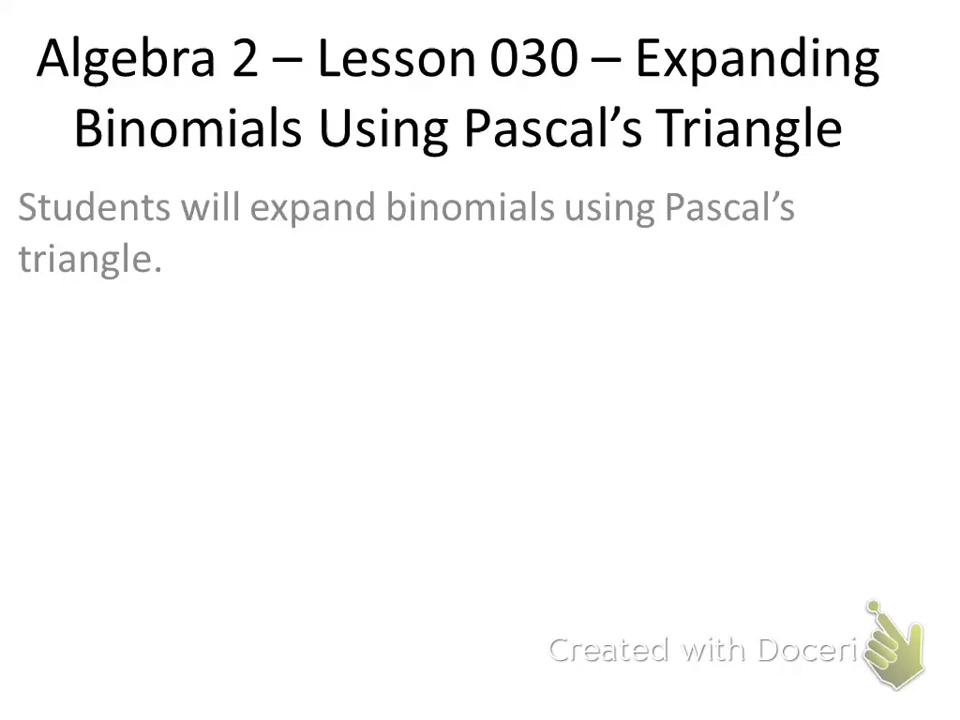 Algebra 2 – Lesson 030 – Expanding
Binomials Using Pascal’s Triangle
Students will expand binomials using Pascal’s
triangle.
Created with Doceri